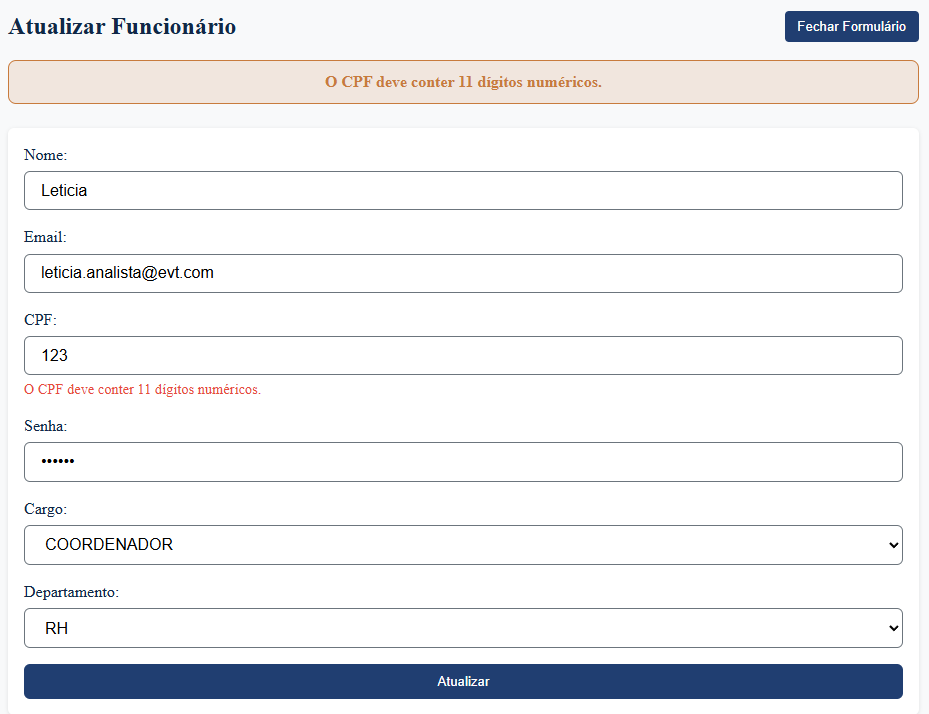 Atualizar Funcionário
Fechar Formulário
O CPF deve conter 11 dígitos numéricos.
Nome:
Leticia
Email:
leticia.analista@evt.com
CPF:
123
O CPF deve conter 11 dígitos numéricos.
Senha:
••••••
Cargo:
COORDENADOR
Departamento:
RH
Atualizar